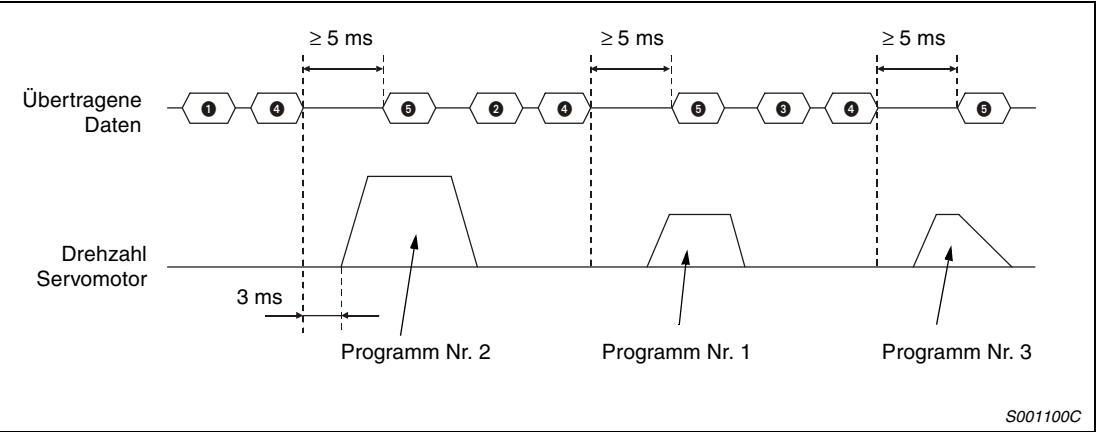 ≥ 5 ms ≥ 5 ms ≥ 5 ms
Übertragene
Daten
❶ ❹ ❺ ❷ ❹ ❺ ❸ ❹ ❺
Drehzahl
Servomotor
3 ms
Programm Nr. 2 Programm Nr. 1 Programm Nr. 3
S001100C